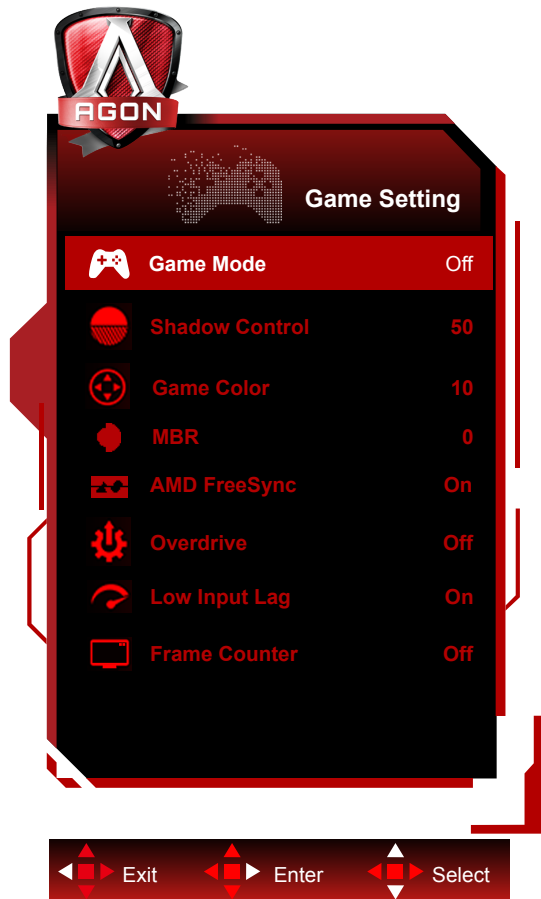 AGON
Game Setting
Game Mode Off
Shadow Control 50
Game Color 10
MBR 0
AMD FreeSync On
Overdrive Off
Low Input Lag On
Frame Counter Off
Exit Enter Select